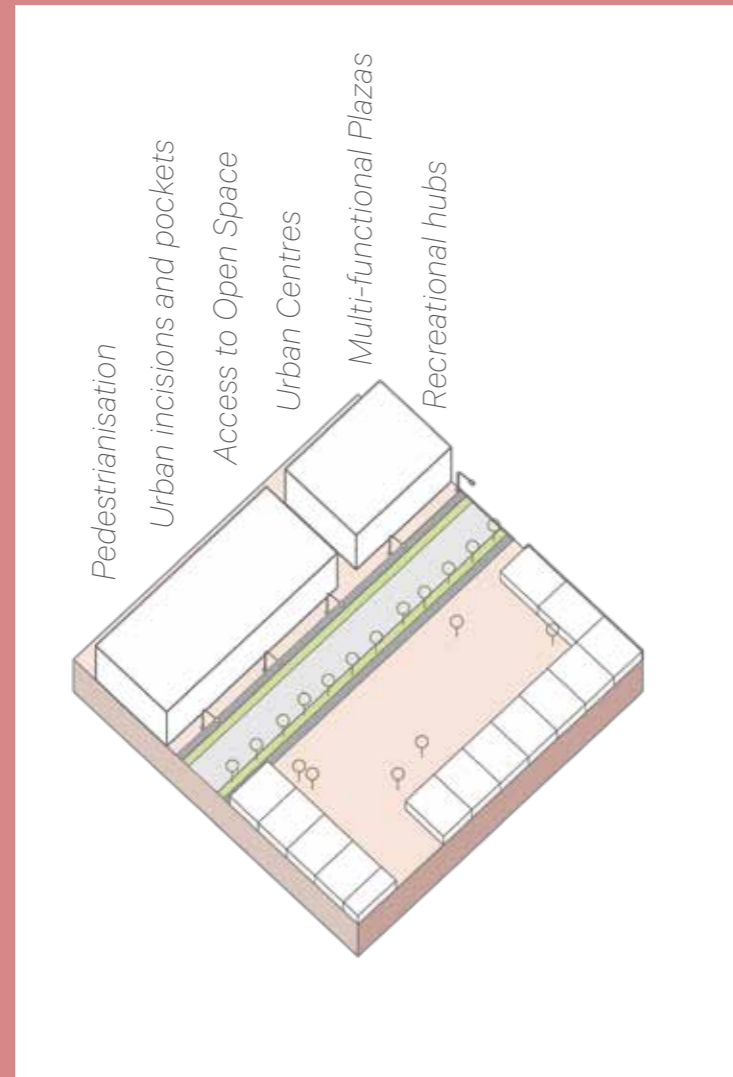 Pedestrianisation
Urban incisions and pockets
Access to Open Space
Urban Centres
Multi-functional Plazas
Recreational hubs